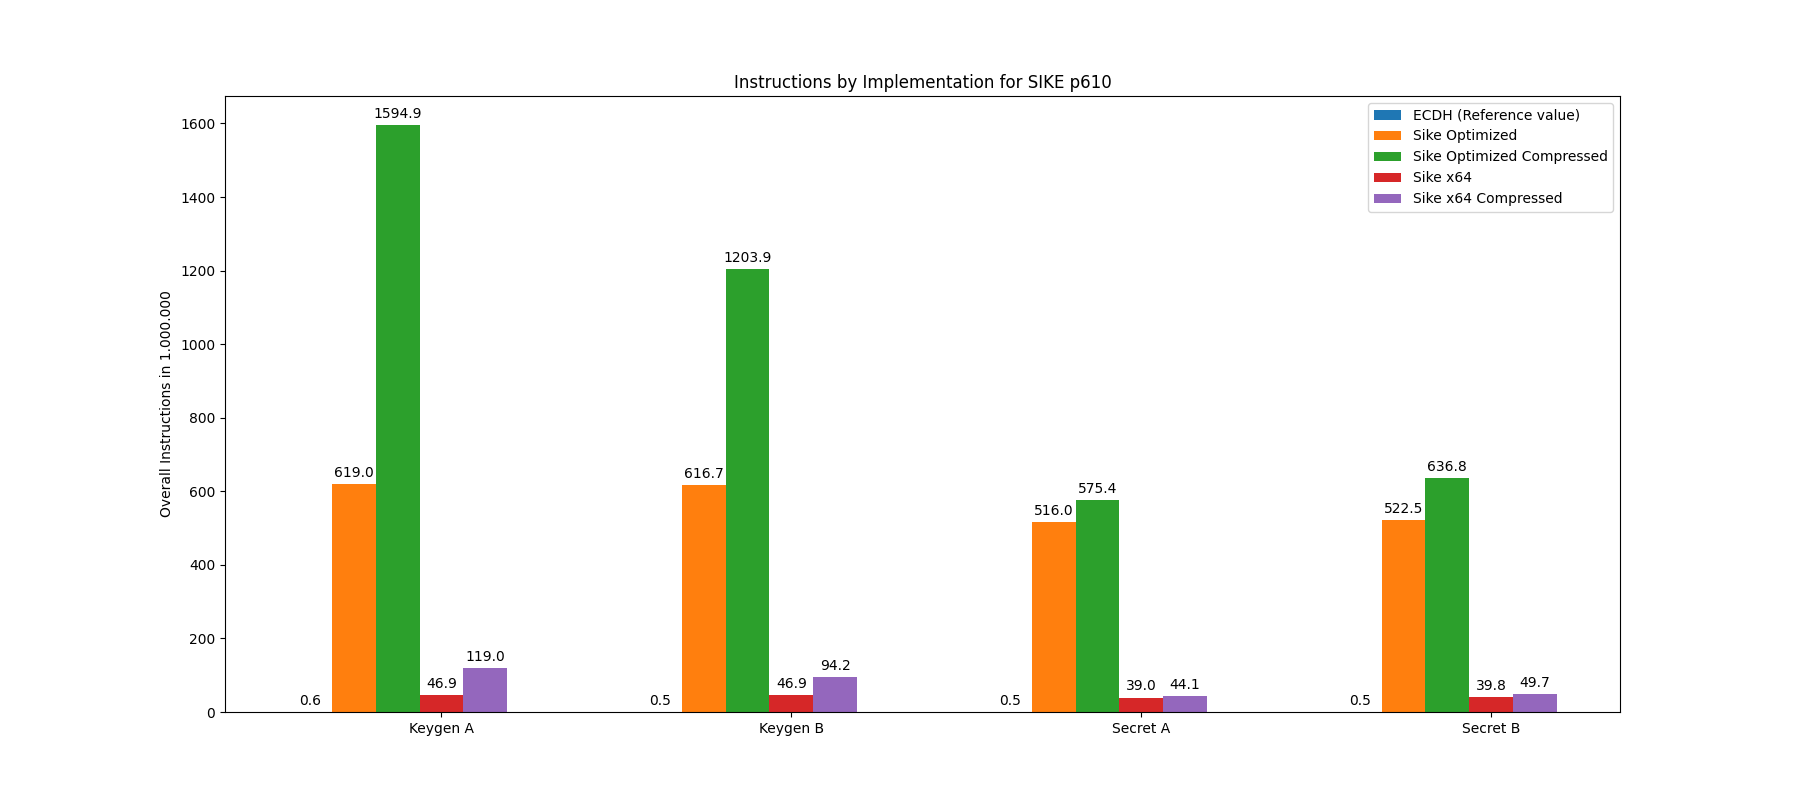 Instructions by Implementation for SIKE p610
Overall Instructions in 1.000.000
1600
1400
1200
1000
800
600
400
200
0
ECDH (Reference value)
Sike Optimized
Sike Optimized Compressed
Sike x64
Sike x64 Compressed
0.6
619.0
1594.9
46.9
119.0
0.5
616.7
1203.9
46.9
94.2
0.5
516.0
575.4
39.0
44.1
0.5
522.5
636.8
39.8
49.7
Keygen A
Keygen B
Secret A
Secret B